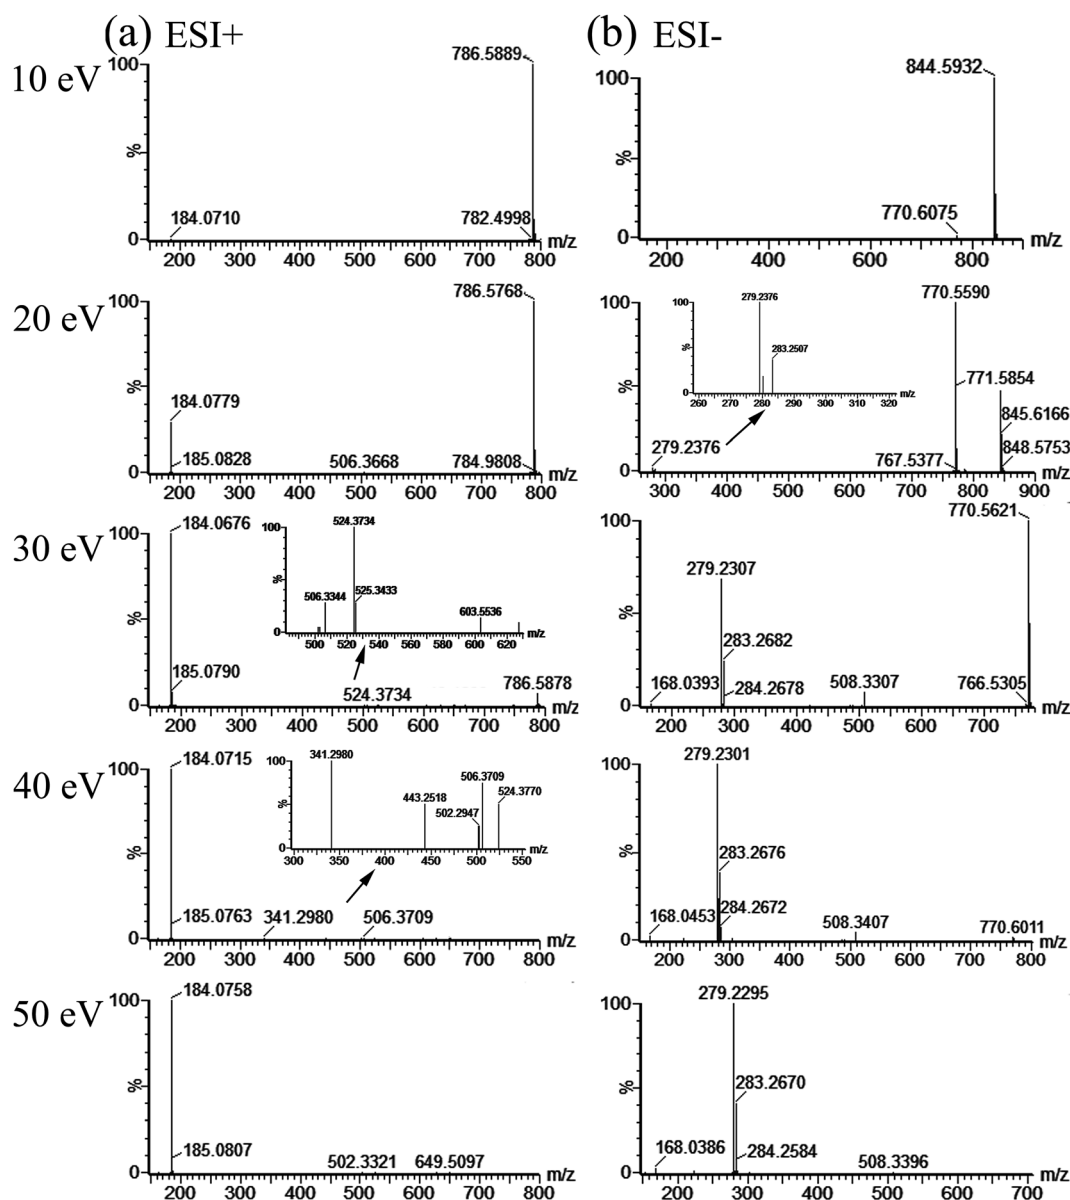 (a) ESI+
(b) ESI-
10 eV
786.5889
100
%
184.0710
782.4998
0
m/z
200 300 400 500 600 700 800
844.5932
100
%
770.6075
0
m/z
200 400 600 800
20 eV
786.5768
100
%
184.0779
185.0828
506.3668
784.9808
0
m/z
200 300 400 500 600 700 800
770.5590
100
%
771.5854
845.6166
848.5753
767.5377
279.2376
0
m/z
300 400 500 600 700 800 900
100
279.2376
%
283.2507
0
m/z
260 270 280 290 300 310 320
30 eV
184.0676
100
%
185.0790
524.3734
786.5878
0
m/z
200 300 400 500 600 700 800
524.3734
100
%
506.3344
525.3433
603.5536
0
m/z
500 520 540 560 580 600 620
770.5621
100
%
279.2307
283.2682
284.2678
168.0393
508.3307
766.5305
0
m/z
200 300 400 500 600 700
40 eV
184.0715
100
%
185.0763
341.2980
506.3709
0
m/z
200 300 400 500 600 700 800
341.2980
100
%
443.2518
506.3709
502.2947
524.3770
0
m/z
300 350 400 450 500 550
279.2301
100
%
283.2676
284.2672
168.0453
508.3407
770.6011
0
m/z
200 300 400 500 600 700 800
50 eV
184.0758
100
%
185.0807
502.3321
649.5097
0
m/z
200 300 400 500 600 700 800
279.2295
100
%
283.2670
284.2584
168.0386
508.3396
0
m/z
200 300 400 500 600 700